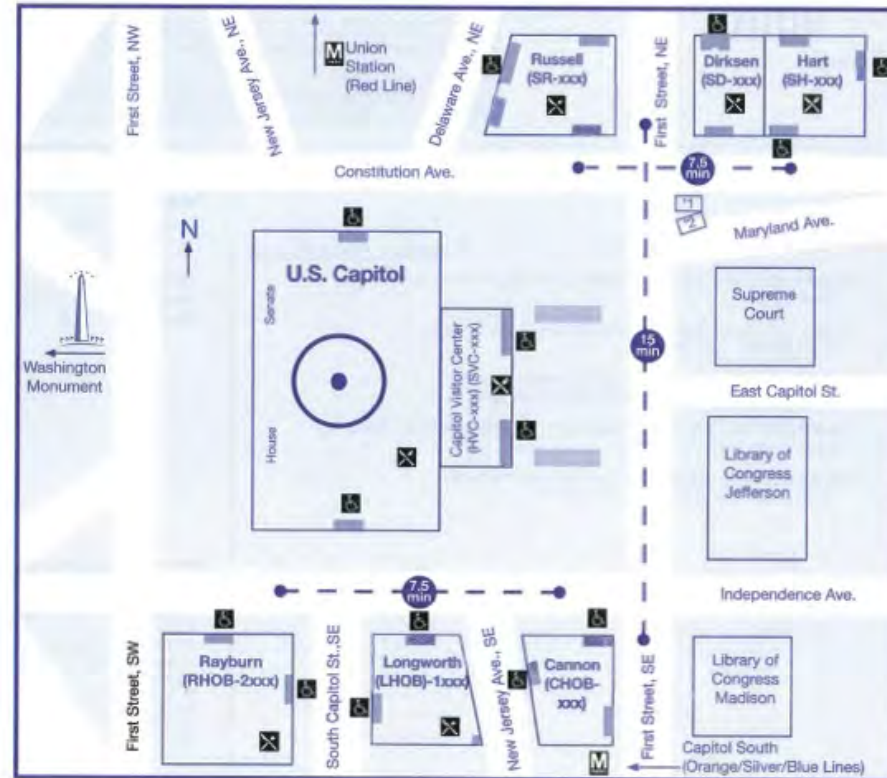 First Street, NW
New Jersey Ave., NE
M
Union
Station
(Red Line)
Delaware Ave., NE
Russell
(SR-xxx)
First Street, NE
Dirksen
(SD-xxx)
Hart
(SH-xxx)
Constitution Ave.
7.5
min
*1
*2
Maryland Ave.
N
U.S. Capitol
Senate
House
Capitol Visitor Center
(HVC-xxx) (SVC-xxx)
15
min
Supreme
Court
Washington
Monument
East Capitol St.
Library of
Congress
Jefferson
7.5
min
Independence Ave.
First Street, SW
Rayburn
(RHOB-2xxx)
South Capitol St.,SE
Longworth
(LHOB)-1xxx)
New Jersey Ave., SE
Cannon
(CHOB-
xxx)
First Street, SE
Library of
Congress
Madison
M
Capitol South
(Orange/Silver/Blue Lines)